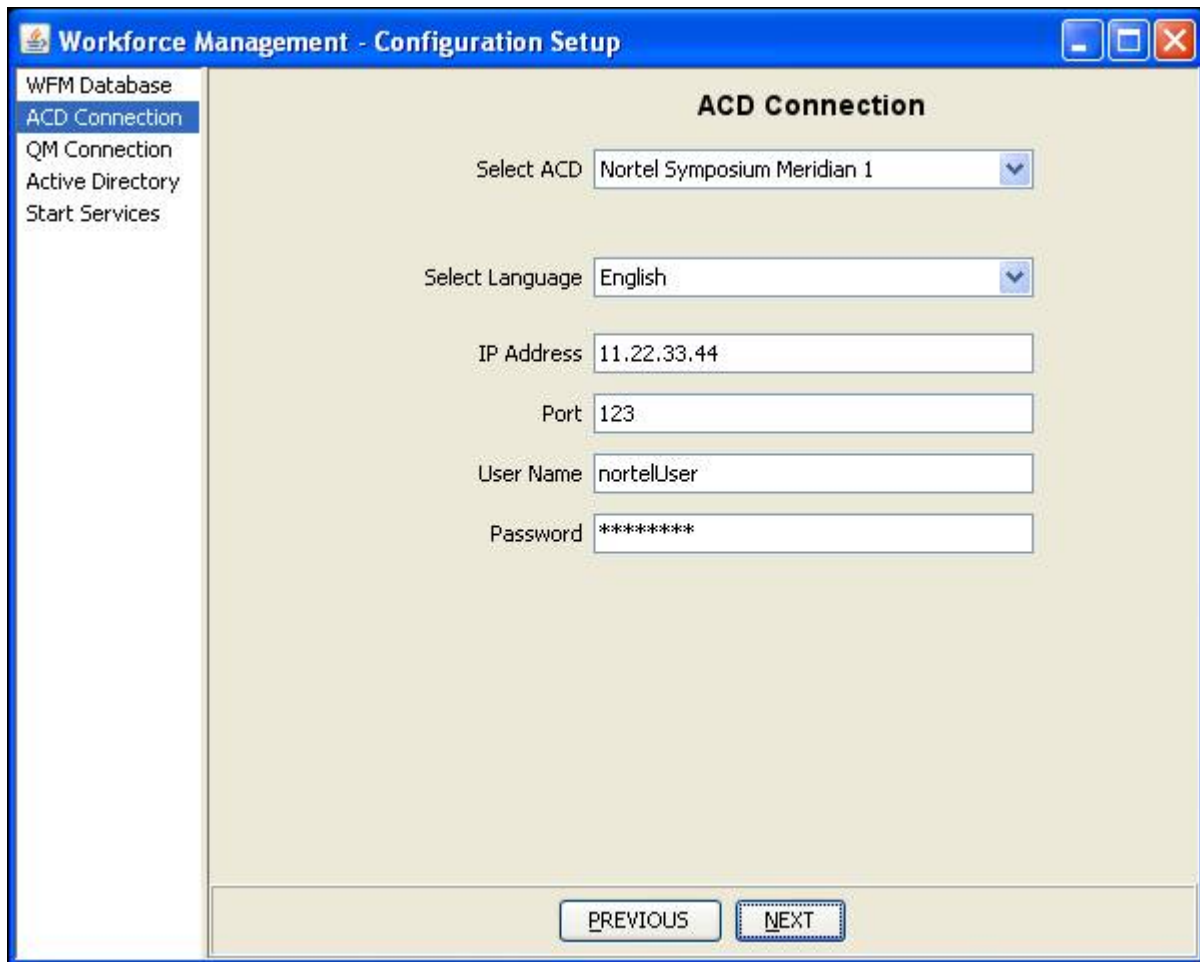 Workforce Management - Configuration Setup
WFM Database
ACD Connection
QM Connection
Active Directory
Start Services
ACD Connection
Select ACD Nortel Symposium Meridian 1
Select Language English
IP Address 11.22.33.44
Port 123
User Name nortelUser
Password ********
PREVIOUS NEXT